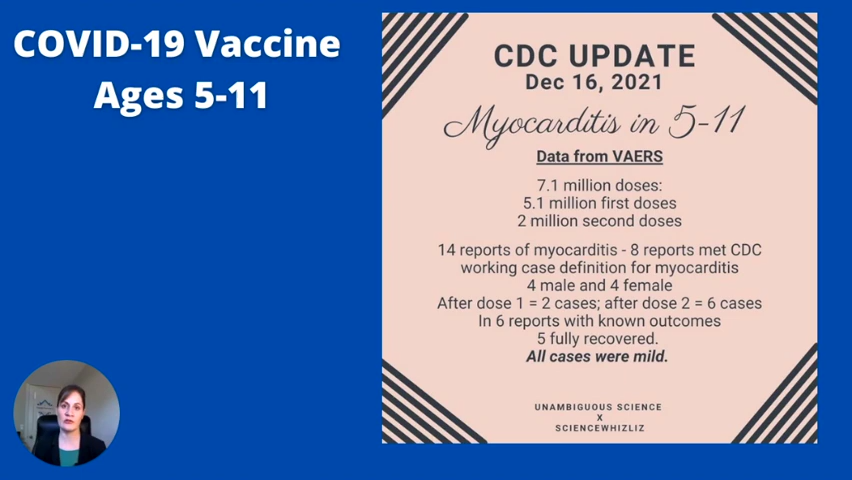 COVID-19 Vaccine
Ages 5-11
CDC UPDATE
Dec 16, 2021
Myocarditis in 5-11
Data from VAERS
7.1 million doses:
5.1 million first doses
2 million second doses
14 reports of myocarditis - 8 reports met CDC
working case definition for myocarditis
4 male and 4 female
After dose 1 = 2 cases; after dose 2 = 6 cases
In 6 reports with known outcomes
5 fully recovered.
All cases were mild.
UNAMBIGUOUS SCIENCE
X
SCIENCEWHIZLIZ